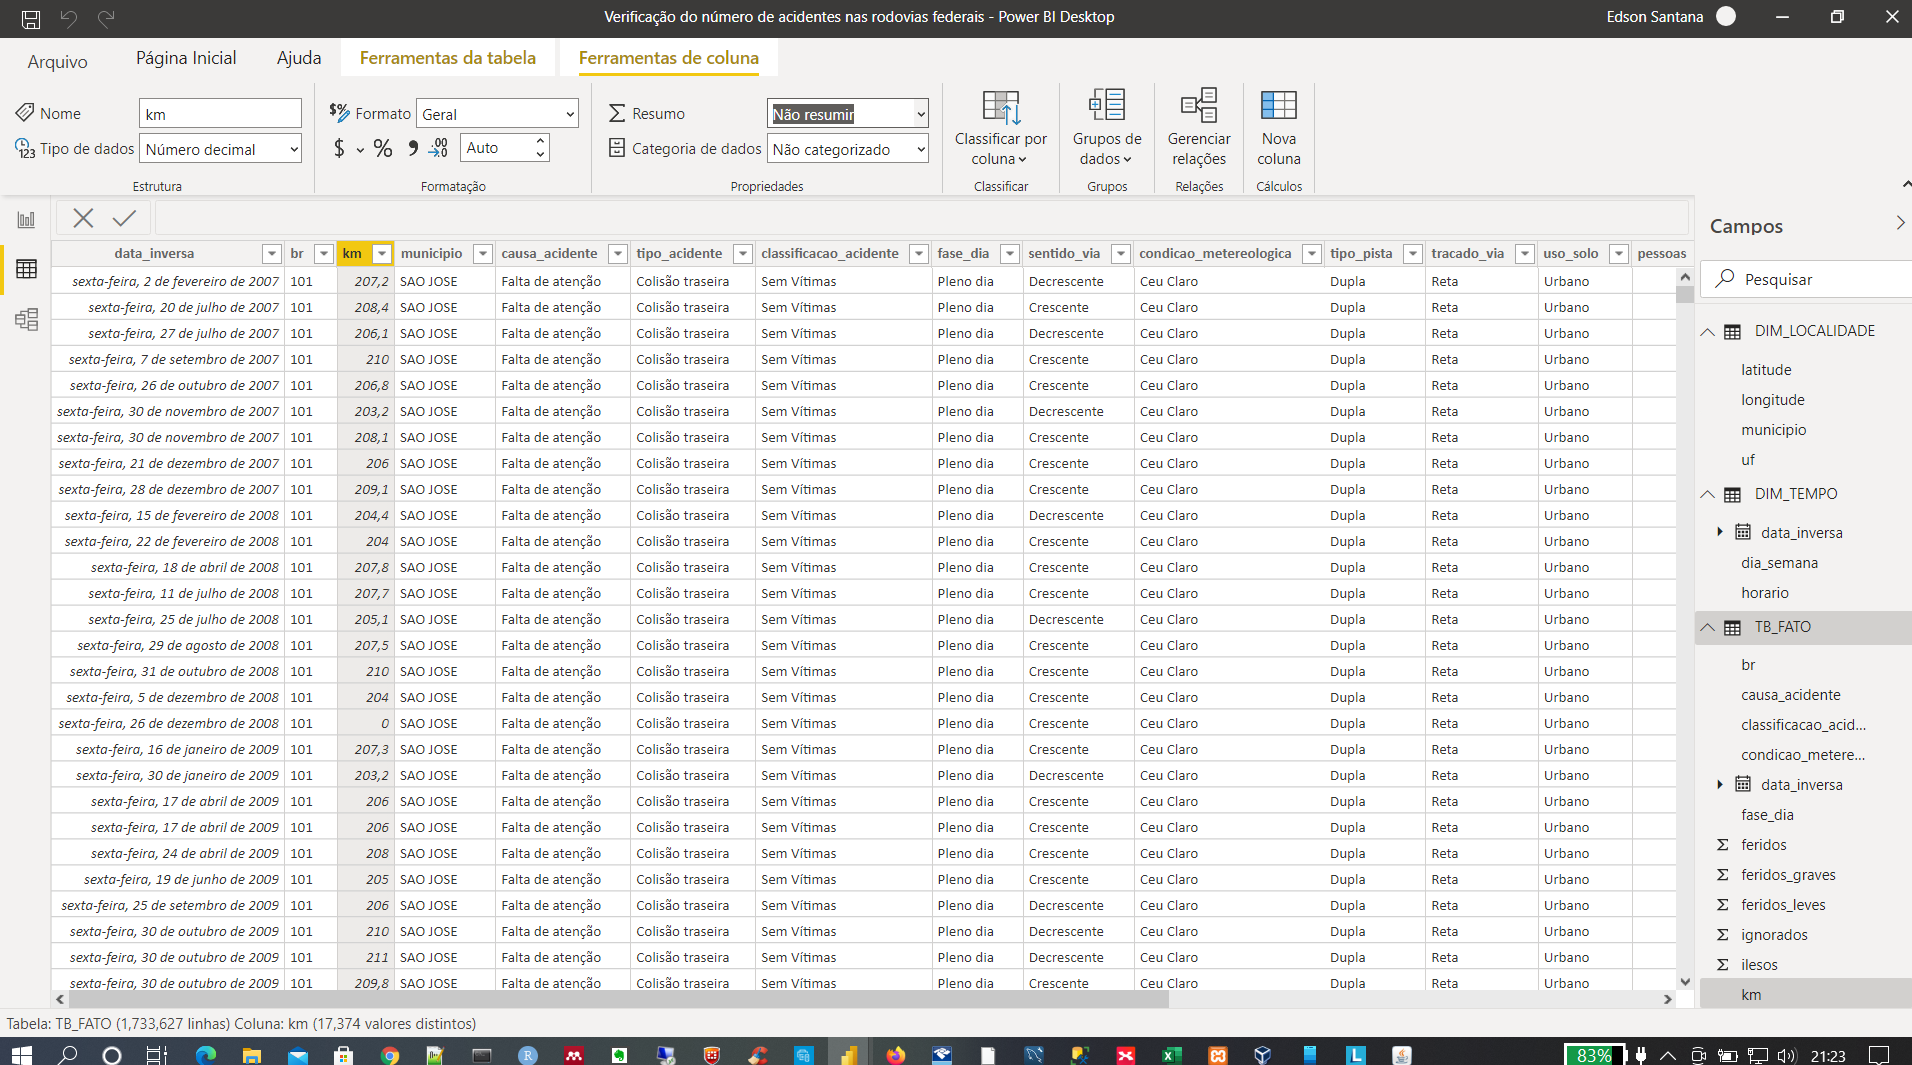 Verificação do número de acidentes nas rodovias federais - Power BI Desktop
Edson Santana
Arquivo Página Inicial Ajuda Ferramentas da tabela Ferramentas de coluna
Nome km
Tipo de dados Número decimal
Estrutura
Formato Geral
$ % Auto
Formatação
Resumo Não resumir
Categoria de dados Não categorizado
Propriedades
Classificar por
coluna
Classificar
Grupos de
dados
Grupos
Gerenciar
relações
Relações
Nova
coluna
Cálculos
data_inversa br km municipio causa_acidente tipo_acidente classificacao_acidente fase_dia sentido_via condicao_metereologica tipo_pista tracado_via uso_solo pessoas
sexta-feira, 2 de fevereiro de 2007 101 207,2 SAO JOSE Falta de atenção Colisão traseira Sem Vítimas Pleno dia Decrescente Ceu Claro Dupla Reta Urbano
sexta-feira, 20 de julho de 2007 101 208,4 SAO JOSE Falta de atenção Colisão traseira Sem Vítimas Pleno dia Crescente Ceu Claro Dupla Reta Urbano
sexta-feira, 27 de julho de 2007 101 206,1 SAO JOSE Falta de atenção Colisão traseira Sem Vítimas Pleno dia Decrescente Ceu Claro Dupla Reta Urbano
sexta-feira, 7 de setembro de 2007 101 210 SAO JOSE Falta de atenção Colisão traseira Sem Vítimas Pleno dia Crescente Ceu Claro Dupla Reta Urbano
sexta-feira, 26 de outubro de 2007 101 206,8 SAO JOSE Falta de atenção Colisão traseira Sem Vítimas Pleno dia Crescente Ceu Claro Dupla Reta Urbano
sexta-feira, 30 de novembro de 2007 101 203,2 SAO JOSE Falta de atenção Colisão traseira Sem Vítimas Pleno dia Decrescente Ceu Claro Dupla Reta Urbano
sexta-feira, 30 de novembro de 2007 101 208,1 SAO JOSE Falta de atenção Colisão traseira Sem Vítimas Pleno dia Crescente Ceu Claro Dupla Reta Urbano
sexta-feira, 21 de dezembro de 2007 101 206 SAO JOSE Falta de atenção Colisão traseira Sem Vítimas Pleno dia Crescente Ceu Claro Dupla Reta Urbano
sexta-feira, 28 de dezembro de 2007 101 209,1 SAO JOSE Falta de atenção Colisão traseira Sem Vítimas Pleno dia Crescente Ceu Claro Dupla Reta Urbano
sexta-feira, 15 de fevereiro de 2008 101 204,4 SAO JOSE Falta de atenção Colisão traseira Sem Vítimas Pleno dia Decrescente Ceu Claro Dupla Reta Urbano
sexta-feira, 22 de fevereiro de 2008 101 204 SAO JOSE Falta de atenção Colisão traseira Sem Vítimas Pleno dia Crescente Ceu Claro Dupla Reta Urbano
sexta-feira, 18 de abril de 2008 101 207,8 SAO JOSE Falta de atenção Colisão traseira Sem Vítimas Pleno dia Crescente Ceu Claro Dupla Reta Urbano
sexta-feira, 11 de julho de 2008 101 207,7 SAO JOSE Falta de atenção Colisão traseira Sem Vítimas Pleno dia Crescente Ceu Claro Dupla Reta Urbano
sexta-feira, 25 de julho de 2008 101 205,1 SAO JOSE Falta de atenção Colisão traseira Sem Vítimas Pleno dia Decrescente Ceu Claro Dupla Reta Urbano
sexta-feira, 29 de agosto de 2008 101 207,5 SAO JOSE Falta de atenção Colisão traseira Sem Vítimas Pleno dia Crescente Ceu Claro Dupla Reta Urbano
sexta-feira, 31 de outubro de 2008 101 210 SAO JOSE Falta de atenção Colisão traseira Sem Vítimas Pleno dia Crescente Ceu Claro Dupla Reta Urbano
sexta-feira, 5 de dezembro de 2008 101 204 SAO JOSE Falta de atenção Colisão traseira Sem Vítimas Pleno dia Crescente Ceu Claro Dupla Reta Urbano
sexta-feira, 26 de dezembro de 2008 101 0 SAO JOSE Falta de atenção Colisão traseira Sem Vítimas Pleno dia Crescente Ceu Claro Dupla Reta Urbano
sexta-feira, 16 de janeiro de 2009 101 207,3 SAO JOSE Falta de atenção Colisão traseira Sem Vítimas Pleno dia Crescente Ceu Claro Dupla Reta Urbano
sexta-feira, 30 de janeiro de 2009 101 203,2 SAO JOSE Falta de atenção Colisão traseira Sem Vítimas Pleno dia Decrescente Ceu Claro Dupla Reta Urbano
sexta-feira, 17 de abril de 2009 101 206 SAO JOSE Falta de atenção Colisão traseira Sem Vítimas Pleno dia Crescente Ceu Claro Dupla Reta Urbano
sexta-feira, 17 de abril de 2009 101 206 SAO JOSE Falta de atenção Colisão traseira Sem Vítimas Pleno dia Crescente Ceu Claro Dupla Reta Urbano
sexta-feira, 24 de abril de 2009 101 208 SAO JOSE Falta de atenção Colisão traseira Sem Vítimas Pleno dia Crescente Ceu Claro Dupla Reta Urbano
sexta-feira, 19 de junho de 2009 101 205 SAO JOSE Falta de atenção Colisão traseira Sem Vítimas Pleno dia Crescente Ceu Claro Dupla Reta Urbano
sexta-feira, 25 de setembro de 2009 101 206 SAO JOSE Falta de atenção Colisão traseira Sem Vítimas Pleno dia Decrescente Ceu Claro Dupla Reta Urbano
sexta-feira, 30 de outubro de 2009 101 210 SAO JOSE Falta de atenção Colisão traseira Sem Vítimas Pleno dia Decrescente Ceu Claro Dupla Reta Urbano
sexta-feira, 30 de outubro de 2009 101 211 SAO JOSE Falta de atenção Colisão traseira Sem Vítimas Pleno dia Decrescente Ceu Claro Dupla Reta Urbano
sexta-feira, 30 de outubro de 2009 101 209,8 SAO JOSE Falta de atenção Colisão traseira Sem Vítimas Pleno dia Crescente Ceu Claro Dupla Reta Urbano
Campos
Pesquisar
DIM_LOCALIDADE
latitude
longitude
municipio
uf
DIM_TEMPO
data_inversa
dia_semana
horario
TB_FATO
br
causa_acidente
classificacao_acid...
condicao_metere...
data_inversa
fase_dia
feridos
feridos_graves
feridos_leves
ignorados
ilesos
km
Tabela: TB_FATO (1,733,627 linhas) Coluna: km (17,374 valores distintos)
83% 21:23